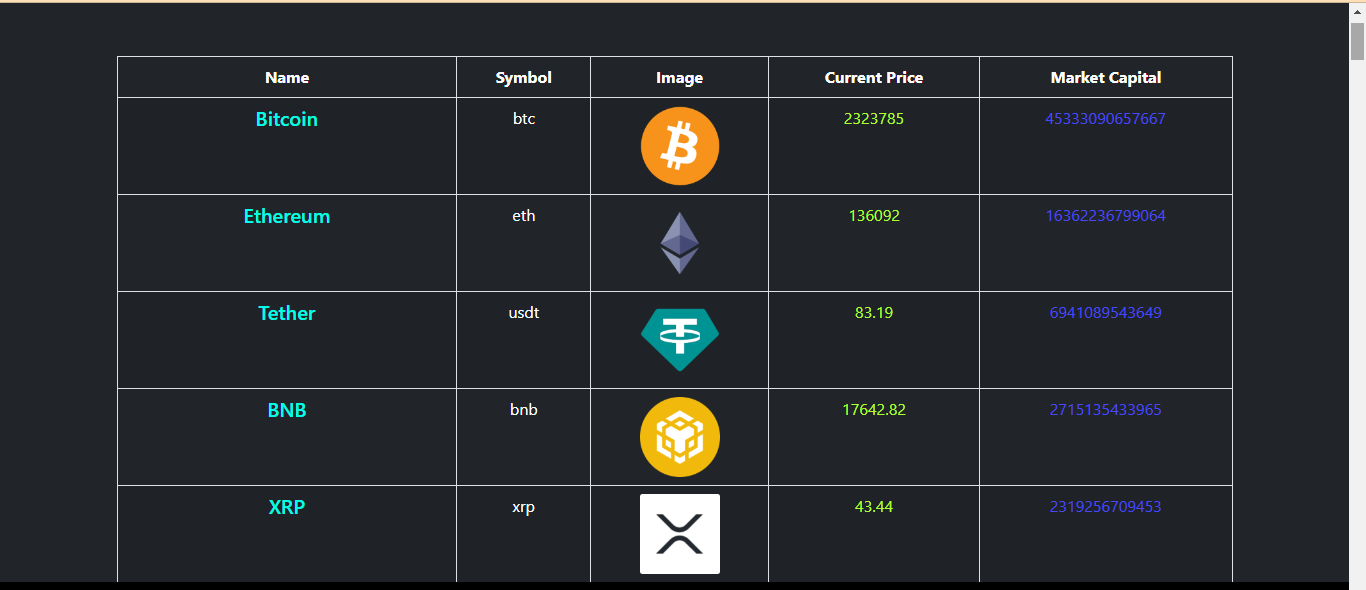 Name Symbol Image Current Price Market Capital
Bitcoin btc 2323785 45333090657667
Ethereum eth 136092 16362236799064
Tether usdt 83.19 6941089543649
BNB bnb 17642.82 2715135433965
XRP xrp 43.44 2319256709453